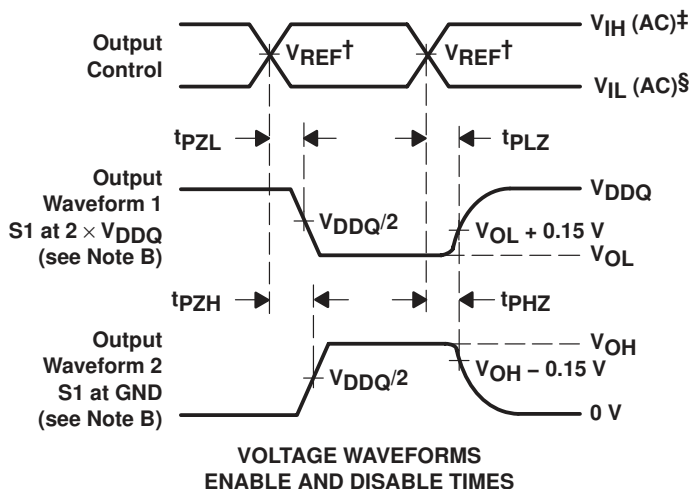 Output
Control
VREF†
VREF†
VIH (AC)‡
VIL (AC)§
tPZL
tPLZ
Output
Waveform 1
S1 at 2 × VDDQ
(see Note B)
VDDQ/2
VDDQ
VOL + 0.15 V
VOL
tPZH
tPHZ
Output
Waveform 2
S1 at GND
(see Note B)
VDDQ/2
VOH
VOH − 0.15 V
0 V
VOLTAGE WAVEFORMS
ENABLE AND DISABLE TIMES